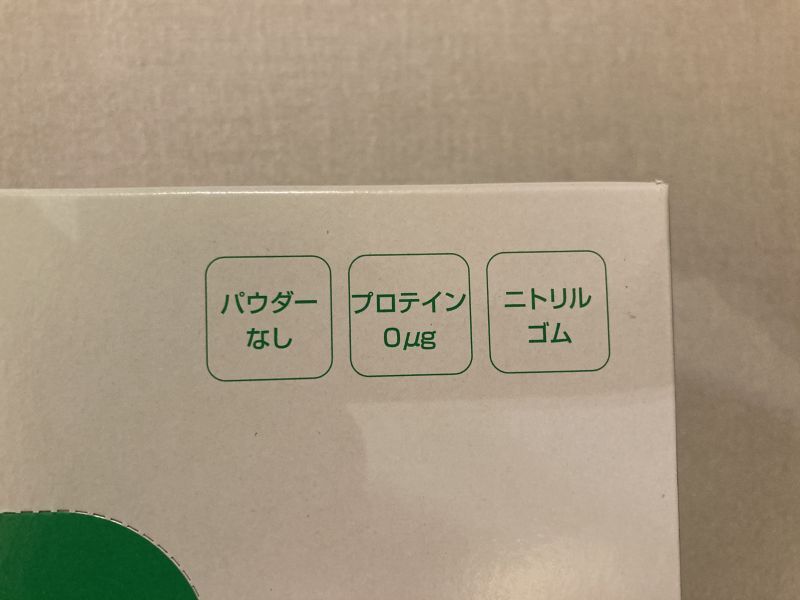 パウダー
なし
プロテイン
0μg
ニトリル
ゴム